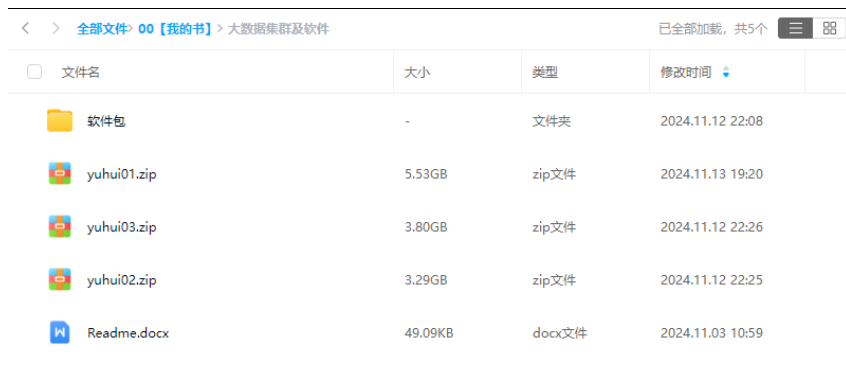 全部文件> 00【我的书】> 大数据集群及软件 已全部加载，共5个
文件名 大小 类型 修改时间
软件包 - 文件夹 2024.11.12 22:08
yuhui01.zip 5.53GB zip文件 2024.11.13 19:20
yuhui03.zip 3.80GB zip文件 2024.11.12 22:26
yuhui02.zip 3.29GB zip文件 2024.11.12 22:25
Readme.docx 49.09KB docx文件 2024.11.03 10:59